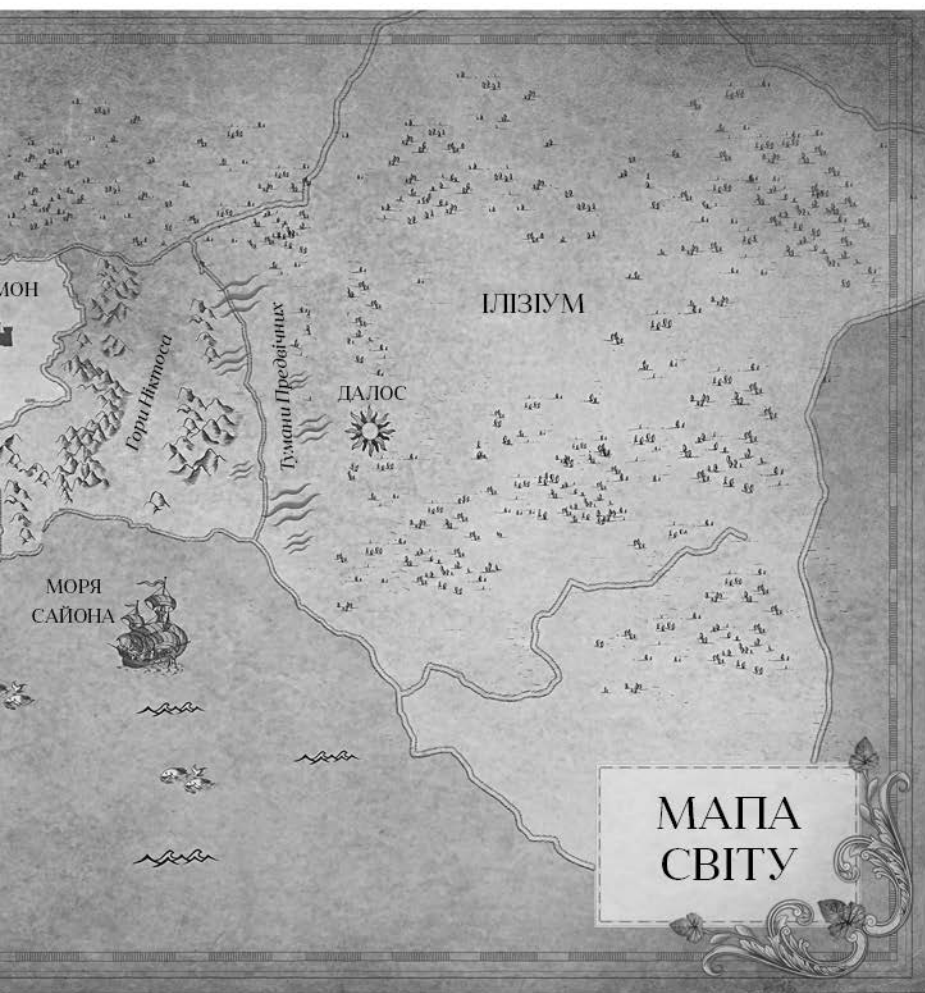 МОН
ІЛІЗІУМ
Гори Ніктоса
Тумани Предвічних
ДАЛОС
МОРЯ
САЙОНА
МАПА
СВІТУ